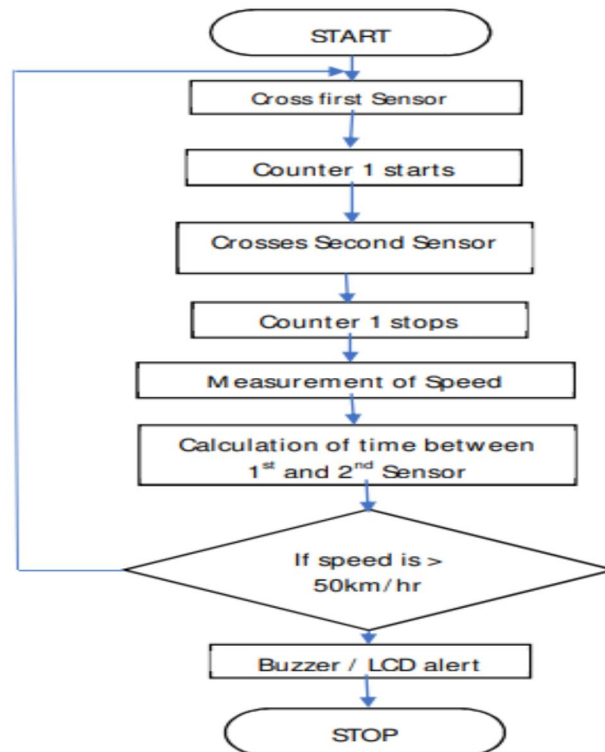 START
Cross first Sensor
Counter 1 starts
Crosses Second Sensor
Counter 1 stops
Measurement of Speed
Calculation of time between
1st and 2nd Sensor
If speed is >
50km/hr
Buzzer / LCD alert
STOP